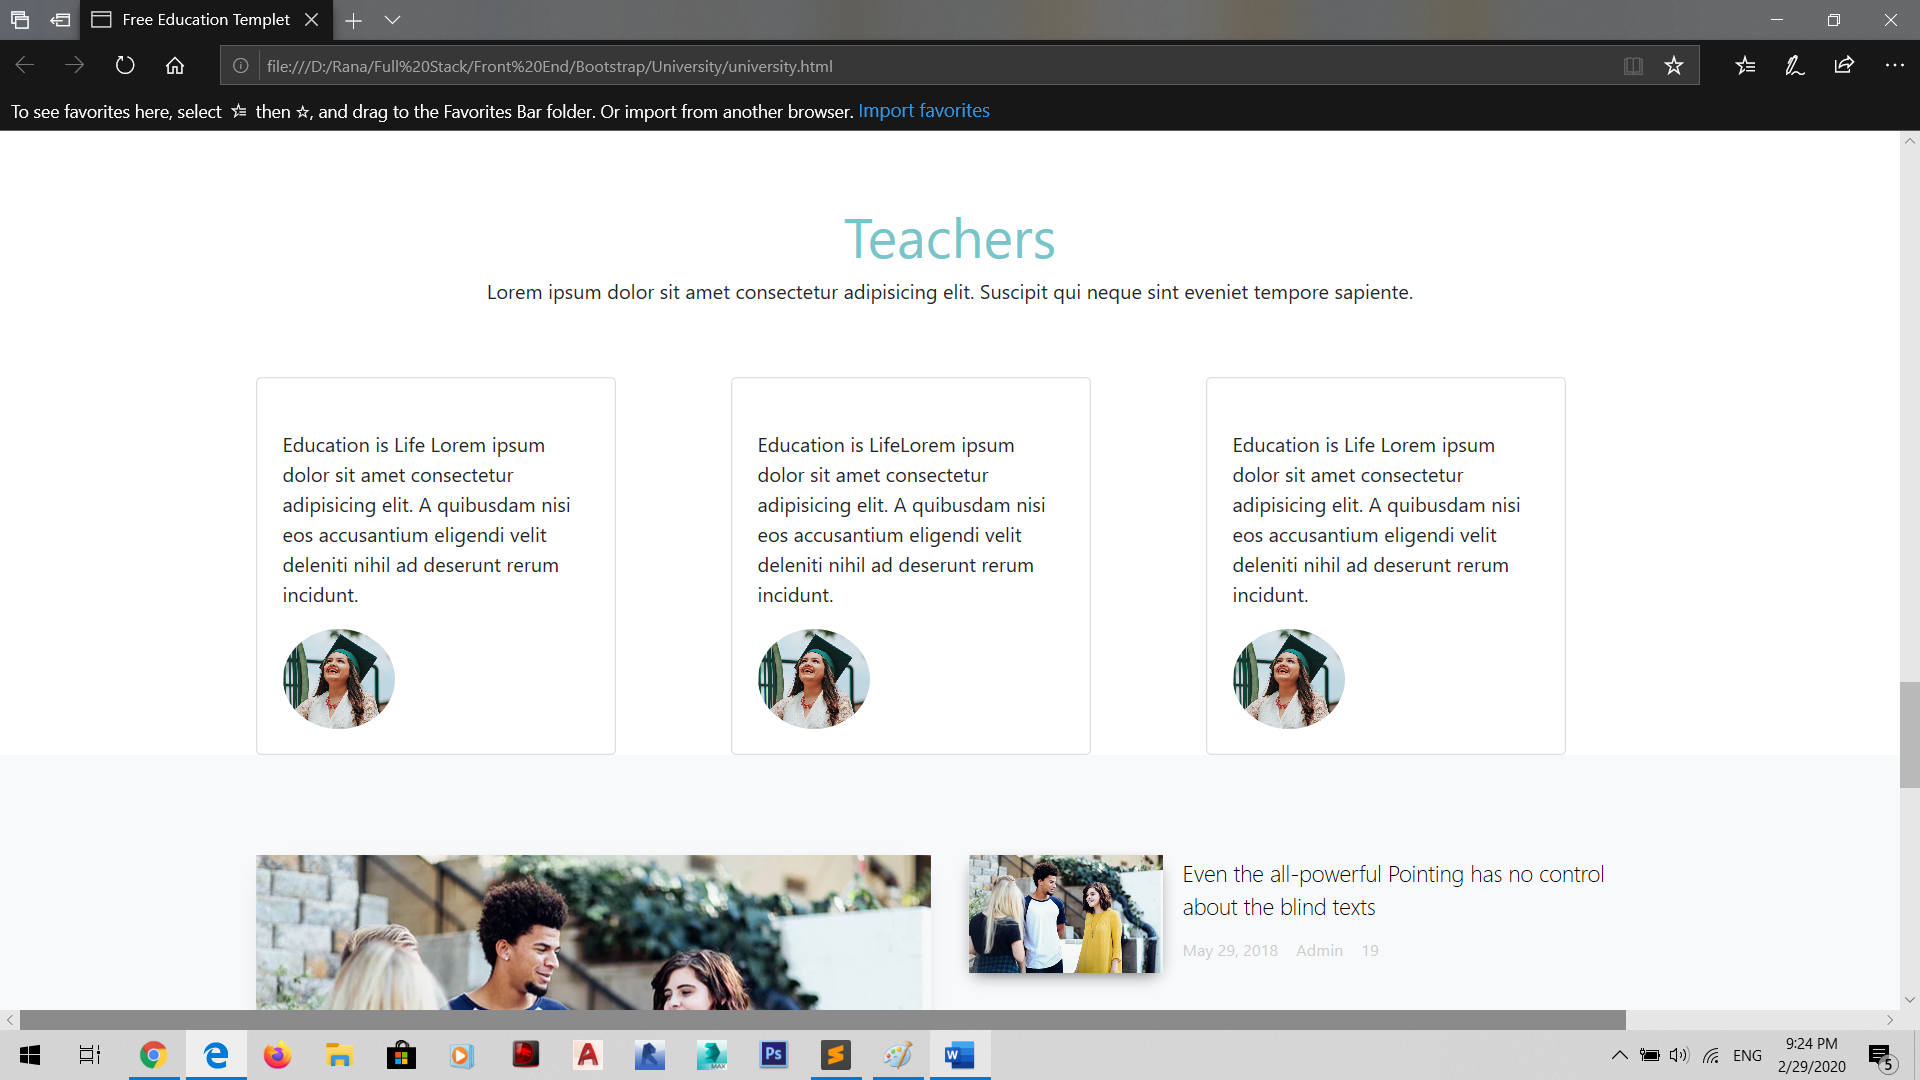 Free Education Templet
file:///D:/Rana/Full%20Stack/Front%20End/Bootstrap/University/university.html
To see favorites here, select then , and drag to the Favorites Bar folder. Or import from another browser. Import favorites
Teachers
Lorem ipsum dolor sit amet consectetur adipisicing elit. Suscipit qui neque sint eveniet tempore sapiente.
Education is Life Lorem ipsum
dolor sit amet consectetur
adipisicing elit. A quibusdam nisi
eos accusantium eligendi velit
deleniti nihil ad deserunt rerum
incidunt.
Education is LifeLorem ipsum
dolor sit amet consectetur
adipisicing elit. A quibusdam nisi
eos accusantium eligendi velit
deleniti nihil ad deserunt rerum
incidunt.
Education is Life Lorem ipsum
dolor sit amet consectetur
adipisicing elit. A quibusdam nisi
eos accusantium eligendi velit
deleniti nihil ad deserunt rerum
incidunt.
Even the all-powerful Pointing has no control
about the blind texts
May 29, 2018 Admin 19
A
R
MAX
Ps
S
W
ENG
9:24 PM
2/29/2020
5